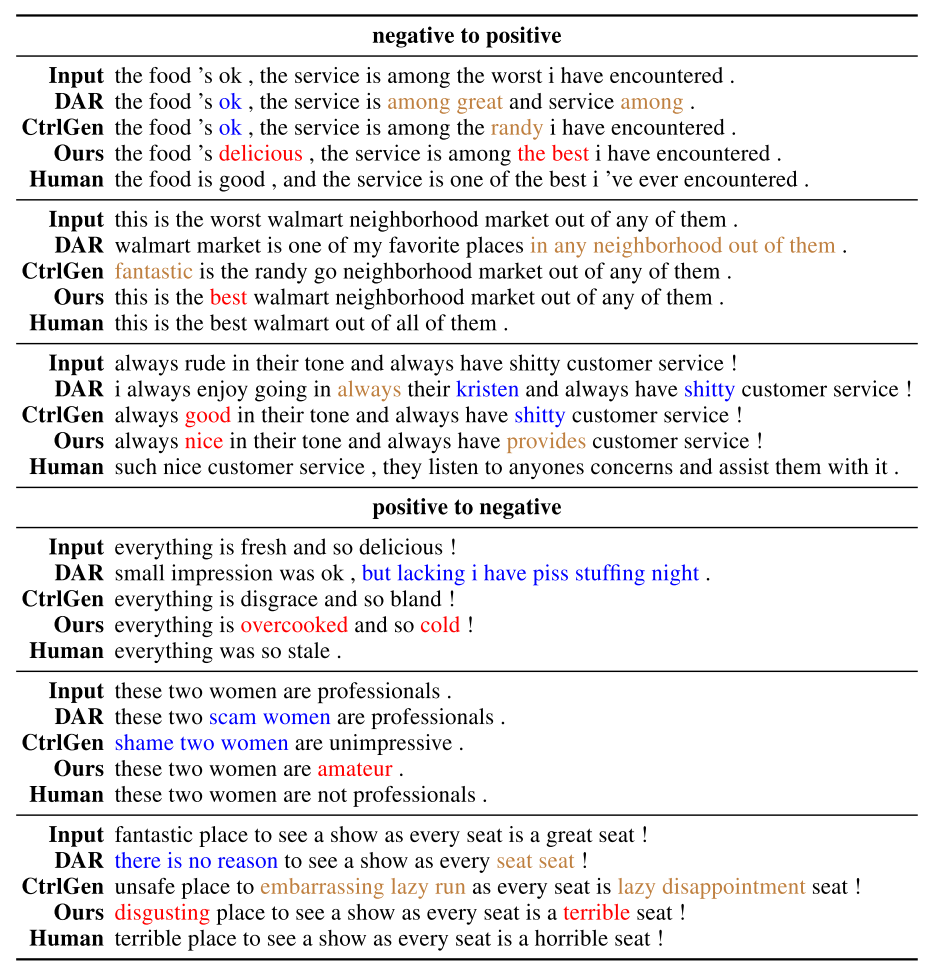 negative to positive
Input the food 's ok , the service is among the worst i have encountered .
DAR the food 's ok , the service is among great and service among .
CtrlGen the food 's ok , the service is among the randy i have encountered .
Ours the food 's delicious , the service is among the best i have encountered .
Human the food is good , and the service is one of the best i 've ever encountered .
Input this is the worst walmart neighborhood market out of any of them .
DAR walmart market is one of my favorite places in any neighborhood out of them .
CtrlGen fantastic is the randy go neighborhood market out of any of them .
Ours this is the best walmart neighborhood market out of any of them .
Human this is the best walmart out of all of them .
Input always rude in their tone and always have shitty customer service !
DAR i always enjoy going in always their kristen and always have shitty customer service !
CtrlGen always good in their tone and always have shitty customer service !
Ours always nice in their tone and always have provides customer service !
Human such nice customer service , they listen to anyones concerns and assist them with it .
positive to negative
Input everything is fresh and so delicious !
DAR small impression was ok , but lacking i have piss stuffing night .
CtrlGen everything is disgrace and so bland !
Ours everything is overcooked and so cold !
Human everything was so stale .
Input these two women are professionals .
DAR these two scam women are professionals .
CtrlGen shame two women are unimpressive .
Ours these two women are amateur .
Human these two women are not professionals .
Input fantastic place to see a show as every seat is a great seat !
DAR there is no reason to see a show as every seat seat !
CtrlGen unsafe place to embarrassing lazy run as every seat is lazy disappointment seat !
Ours disgusting place to see a show as every seat is a terrible seat !
Human terrible place to see a show as every seat is a horrible seat !